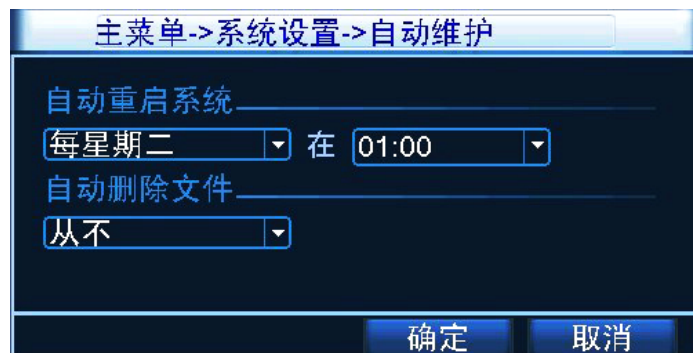 主菜单->系统设置->自动维护
自动重启系统
每星期二 在 01:00
自动删除文件
从不
确定 取消